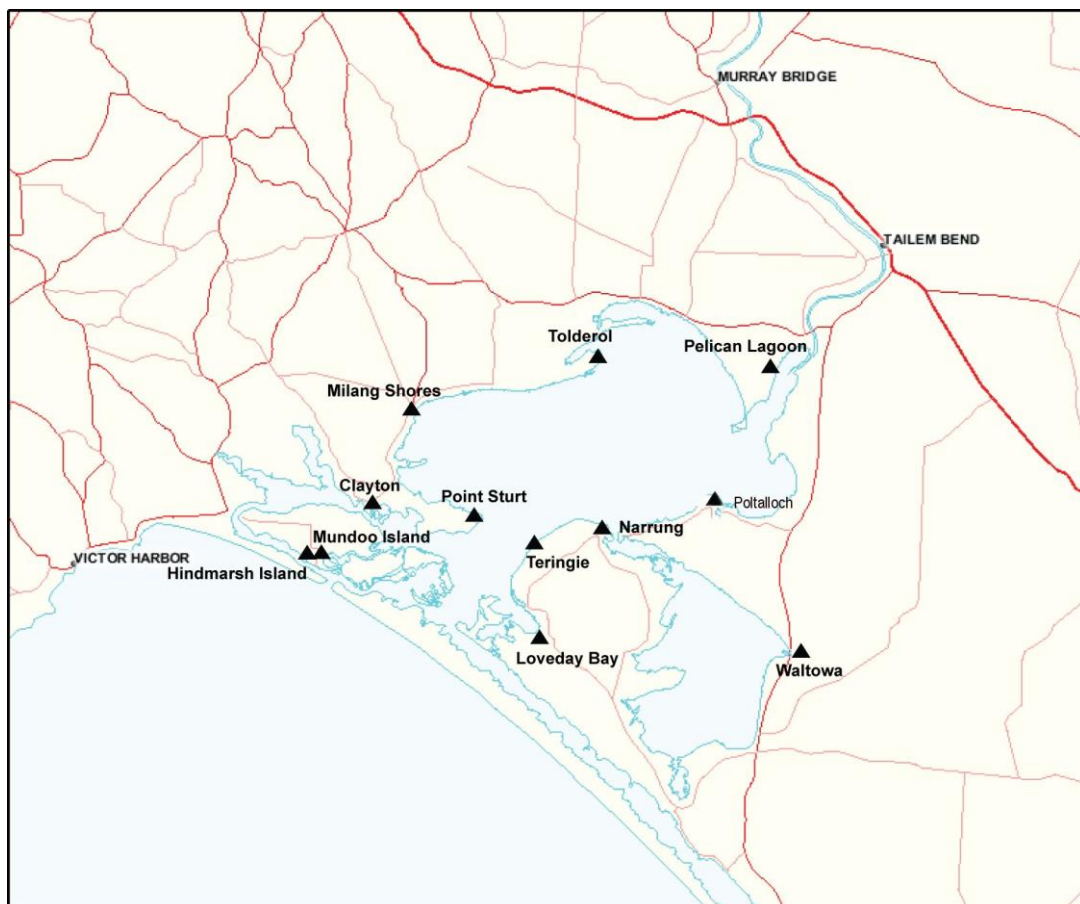 MURRAY BRIDGE
TAILEM BEND
Tolderol
Pelican Lagoon
Milang Shores
Clayton
Point Sturt
Poltalloch
Narrung
Mundoo Island
VICTOR HARBOR
Teringie
Hindmarsh Island
Loveday Bay
Waltowa